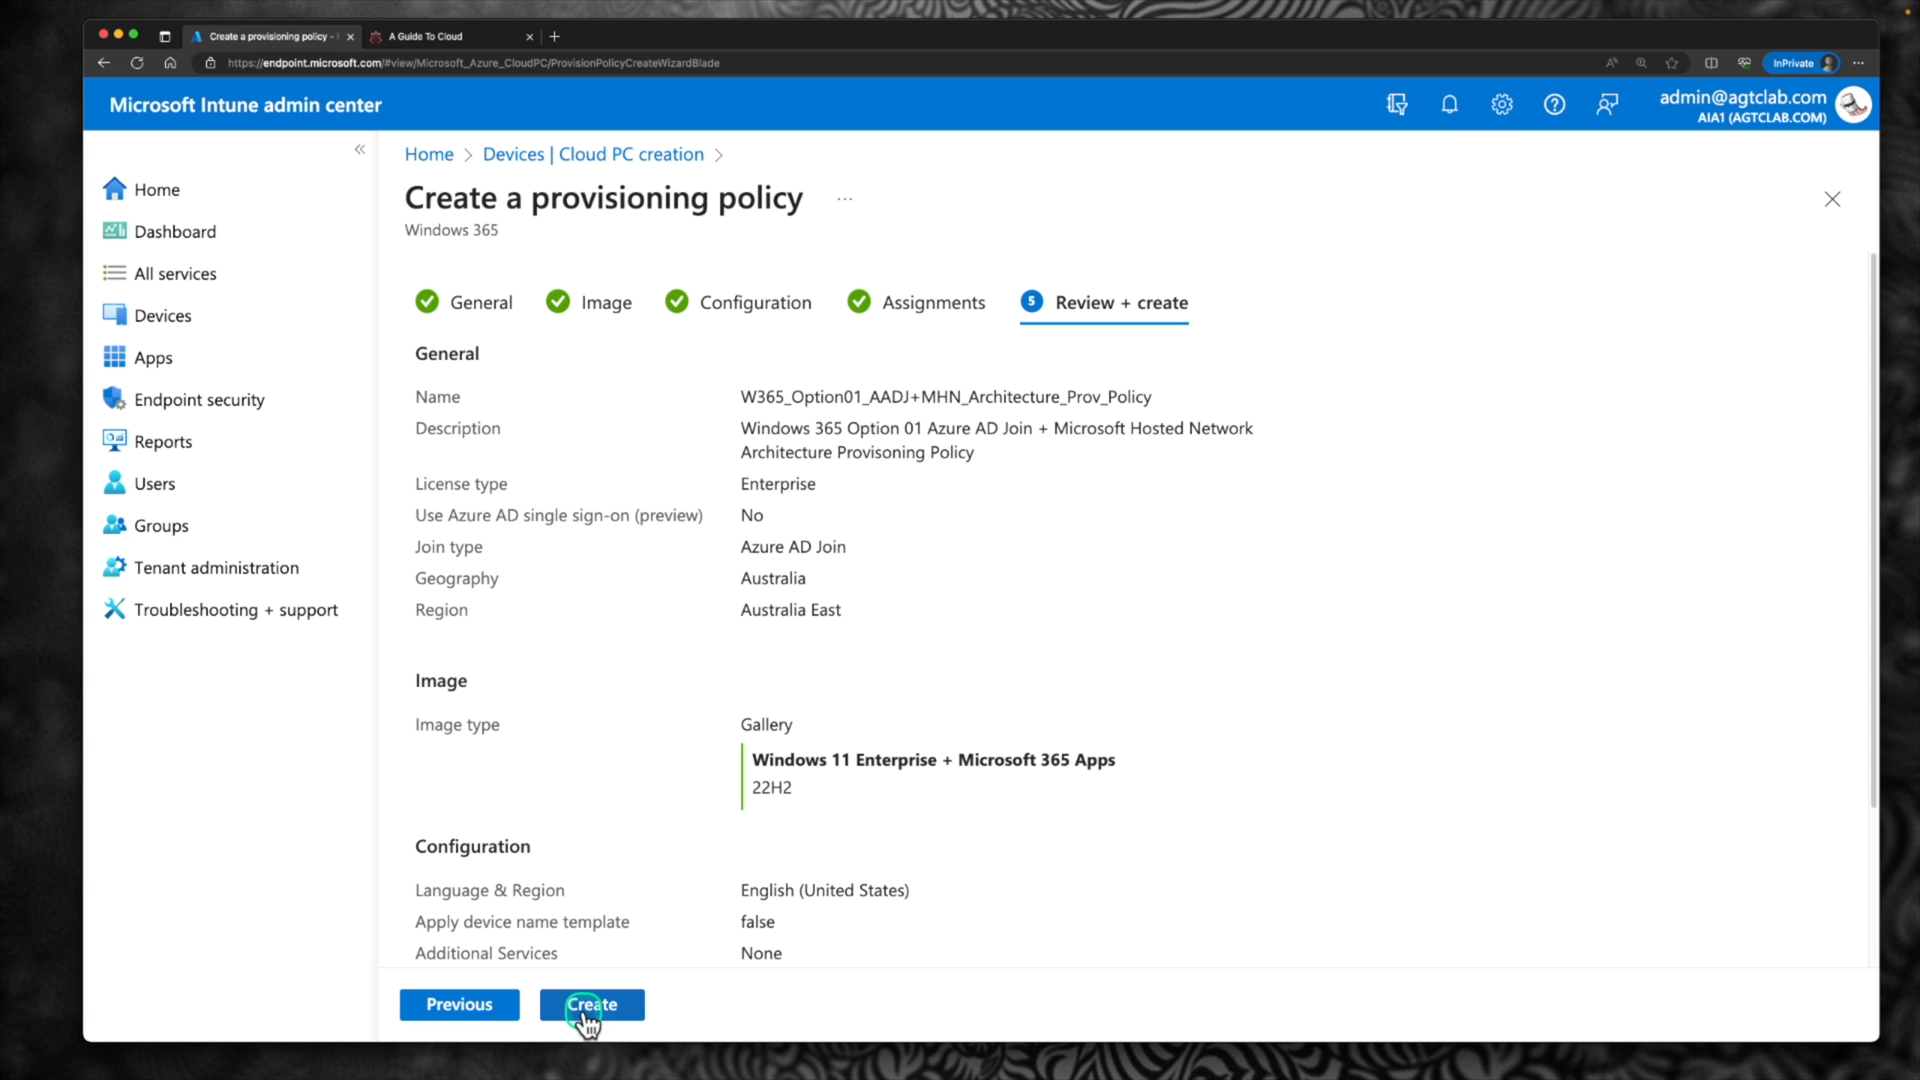 Create a provisioning policy -
A Guide To Cloud
https://endpoint.microsoft.com/#view/Microsoft_Azure_CloudPC/ProvisionPolicyCreateWizardBlade
InPrivate
Microsoft Intune admin center
admin@agtclab.com
AIA1 (AGTCLAB.COM)
Home
Dashboard
All services
Devices
Apps
Endpoint security
Reports
Users
Groups
Tenant administration
Troubleshooting + support
Home > Devices | Cloud PC creation >
Create a provisioning policy ...
Windows 365
General
Image
Configuration
Assignments
5 Review + create
General
Name W365_Option01_AADJ+MHN_Architecture_Prov_Policy
Description Windows 365 Option 01 Azure AD Join + Microsoft Hosted Network
Architecture Provisoning Policy
License type Enterprise
Use Azure AD single sign-on (preview) No
Join type Azure AD Join
Geography Australia
Region Australia East
Image
Image type Gallery
Windows 11 Enterprise + Microsoft 365 Apps
22H2
Configuration
Language & Region English (United States)
Apply device name template false
Additional Services None
Previous
Create